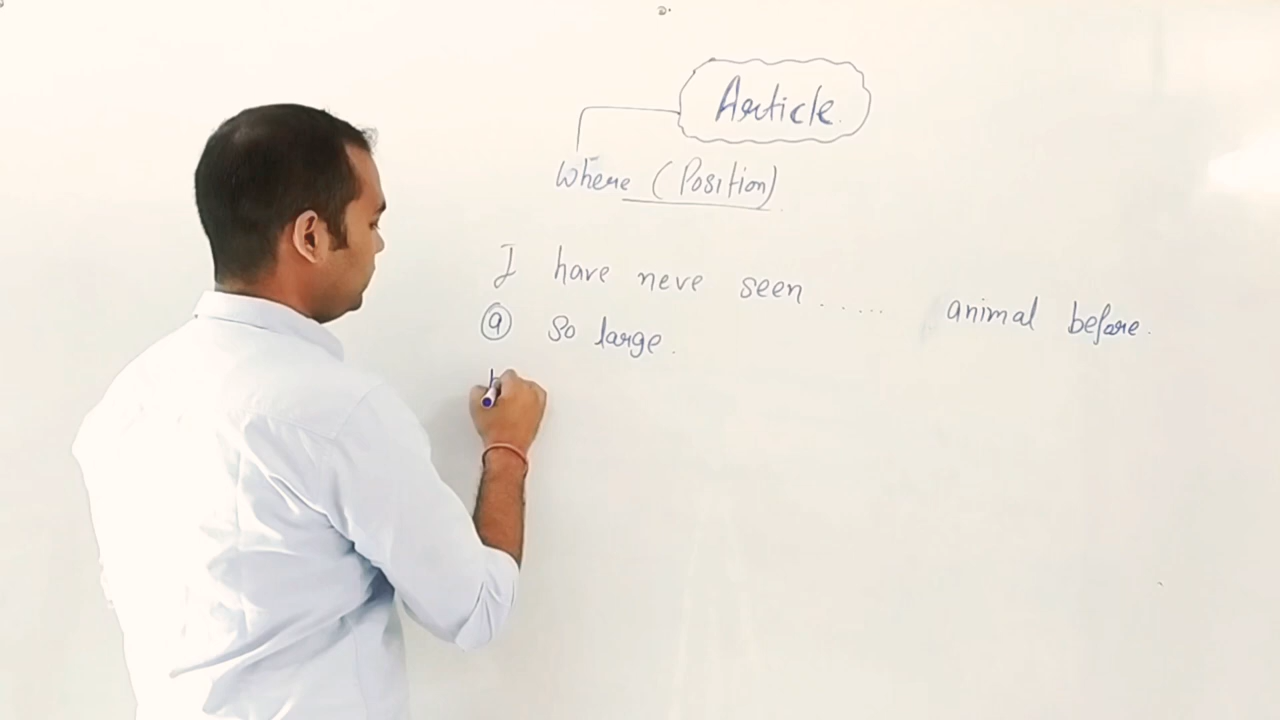 Article.
Where (Position)
I have neve seen ...... animal before.
(a) So large.